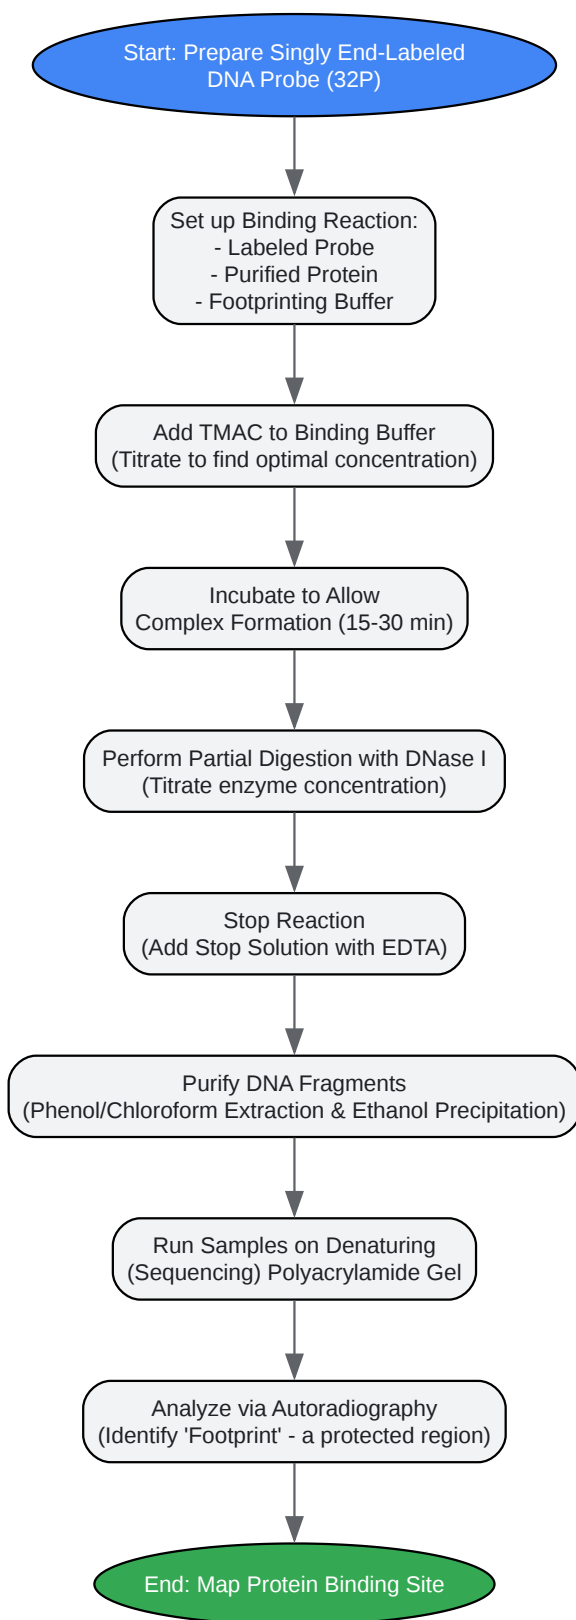 Start: Prepare Singly End-Labeled
DNA Probe (32P)
Set up Binding Reaction:
- Labeled Probe
- Purified Protein
- Footprinting Buffer
Add TMAC to Binding Buffer
(Titrate to find optimal concentration)
Incubate to Allow
Complex Formation (15-30 min)
Perform Partial Digestion with DNase I
(Titrate enzyme concentration)
Stop Reaction
(Add Stop Solution with EDTA)
Purify DNA Fragments
(Phenol/Chloroform Extraction & Ethanol Precipitation)
Run Samples on Denaturing
(Sequencing) Polyacrylamide Gel
Analyze via Autoradiography
(Identify 'Footprint' - a protected region)
End: Map Protein Binding Site